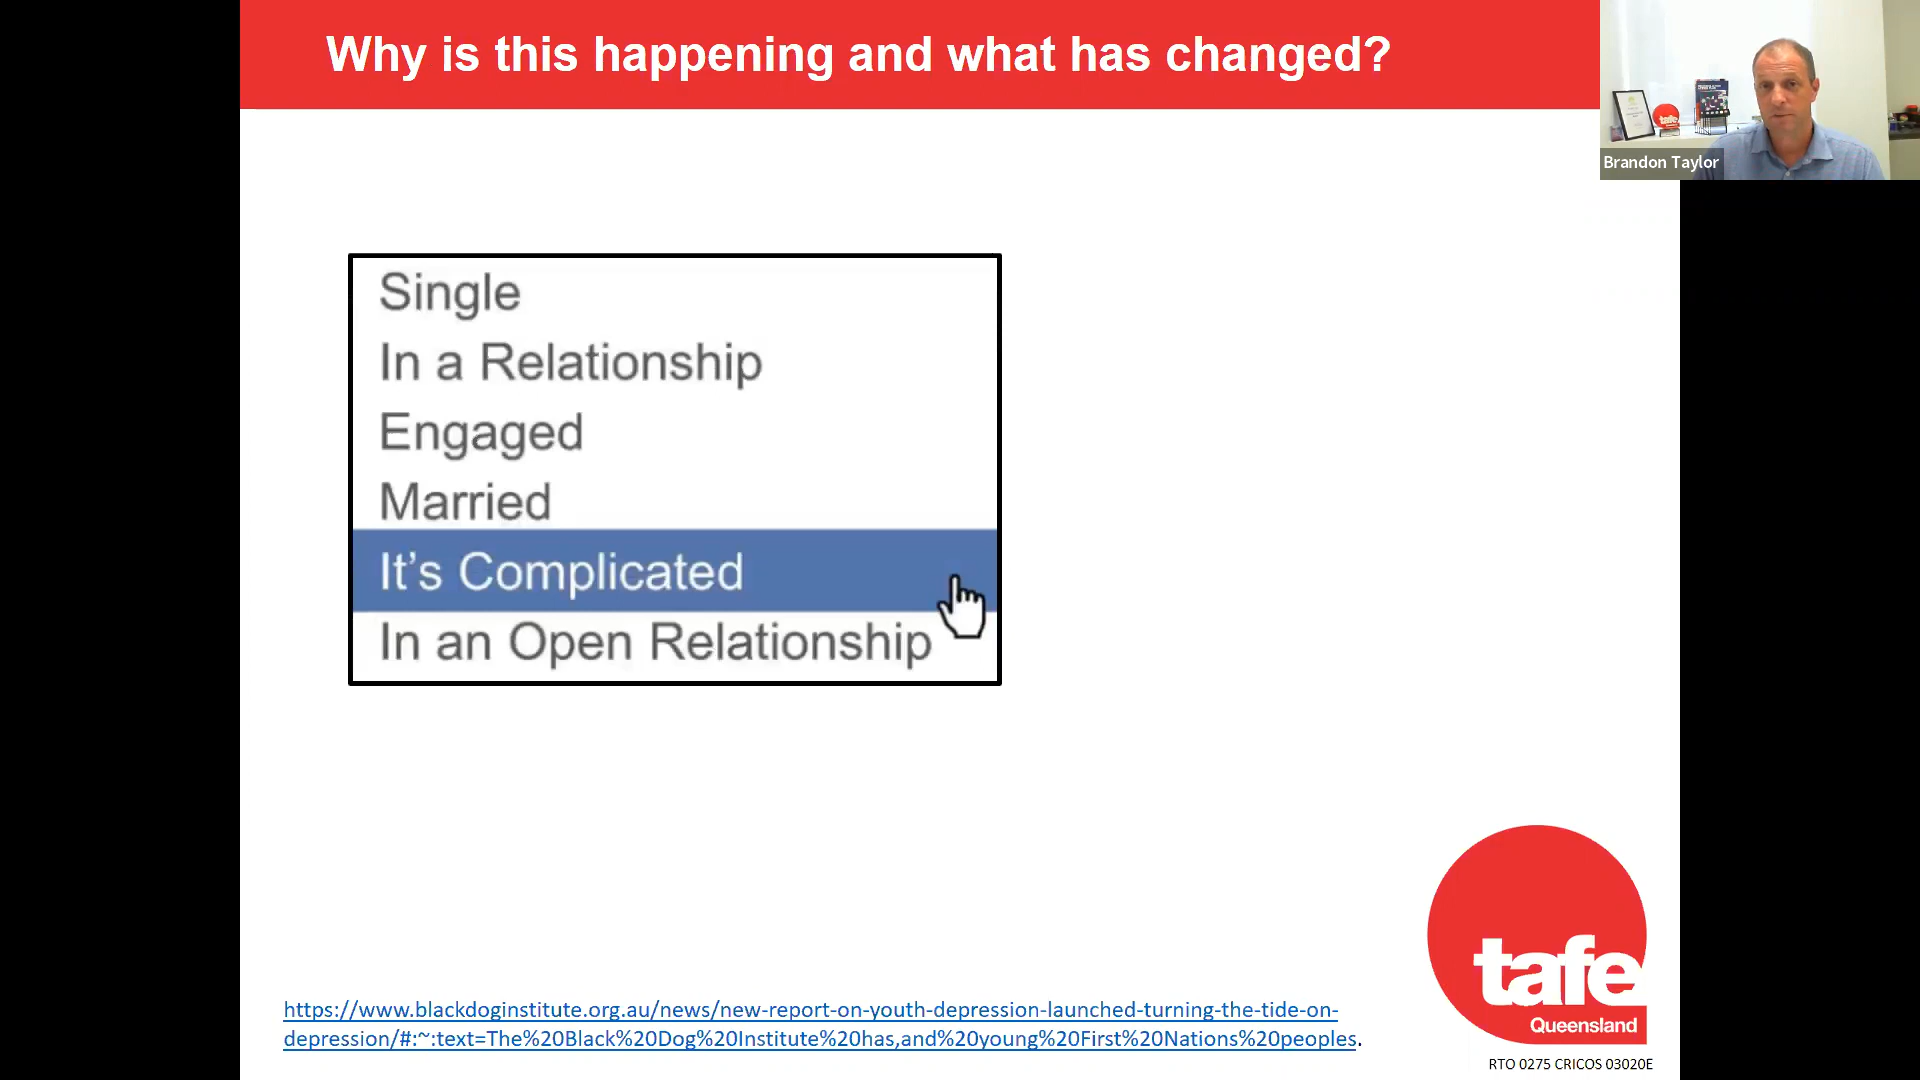 Why is this happening and what has changed?
Brandon Taylor
Single
In a Relationship
Engaged
Married
It's Complicated
In an Open Relationship
https://www.blackdoginstitute.org.au/news/new-report-on-youth-depression-launched-turning-the-tide-on-
depression/#:~:text=The%20Black%20Dog%20Institute%20has,and%20young%20First%20Nations%20peoples.
tafe
Queensland
RTO 0275 CRICOS 03020E